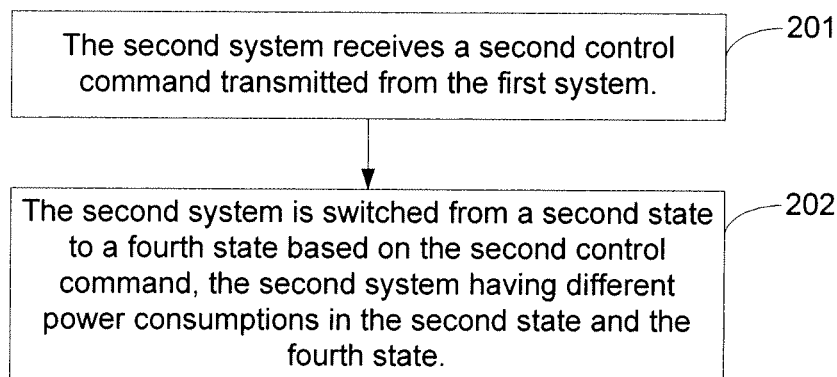 The second system receives a second control
command transmitted from the first system.
201
The second system is switched from a second state
to a fourth state based on the second control
command, the second system having different
power consumptions in the second state and the
fourth state.
202